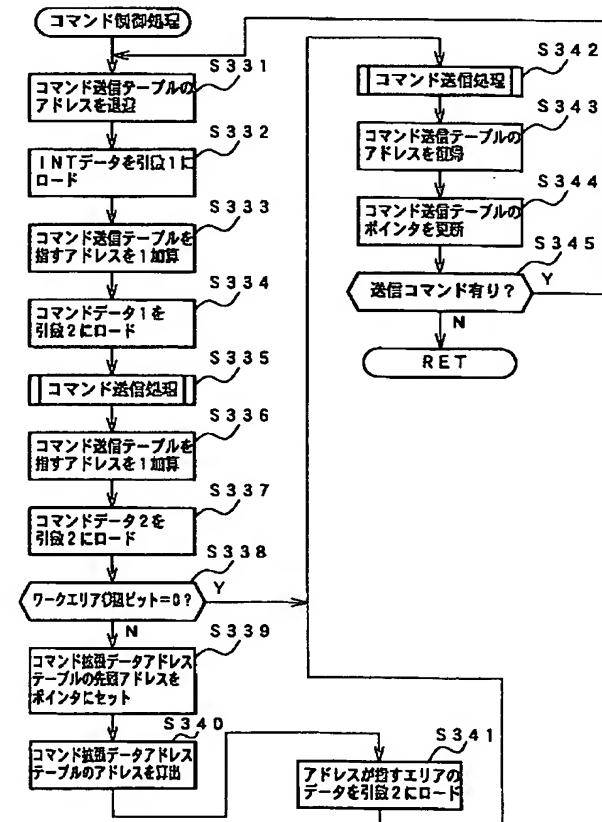 コマンド制御処理
S331
コマンド送信テーブルの
アドレスを退避
S332
INTデータを引数1に
ロード
S333
コマンド送信テーブルを
指すアドレスを1加算
S334
コマンドデータ1を
引数2にロード
S335
コマンド送信処理
S336
コマンド送信テーブルを
指すアドレスを1加算
S337
コマンドデータ2を
引数2にロード
S338
ワークエリア ビット=0?
Y
N
S339
コマンド拡張データアドレス
テーブルの先頭アドレスを
ポインタにセット
S340
コマンド拡張データアドレス
テーブルのアドレスを算出
S341
アドレスが指すエリアの
データを引数2にロード
S342
コマンド送信処理
S343
コマンド送信テーブルの
アドレスを復帰
S344
コマンド送信テーブルの
ポインタを更新
S345
送信コマンド有り?
Y
N
RET